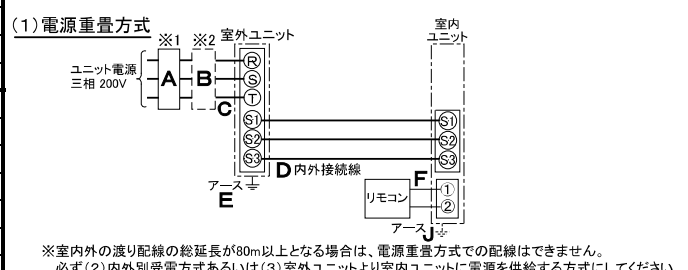 (1)電源重畳方式
※1 ※2 室外ユニット
室内
ユニット
ユニット電源
三相 200V
A
B
C
R
S
T
S1
S2
S3
S1
S2
S3
D 内外接続線
アース
E
リモコン
F
①
②
アース J
※室内外の渡り配線の総延長が80m以上となる場合は、電源重畳方式での配線はできません。
必ず(2)内外別受電方式あるいは(3)室外ユニットより室内ユニットに電源を供給する方式にしてください